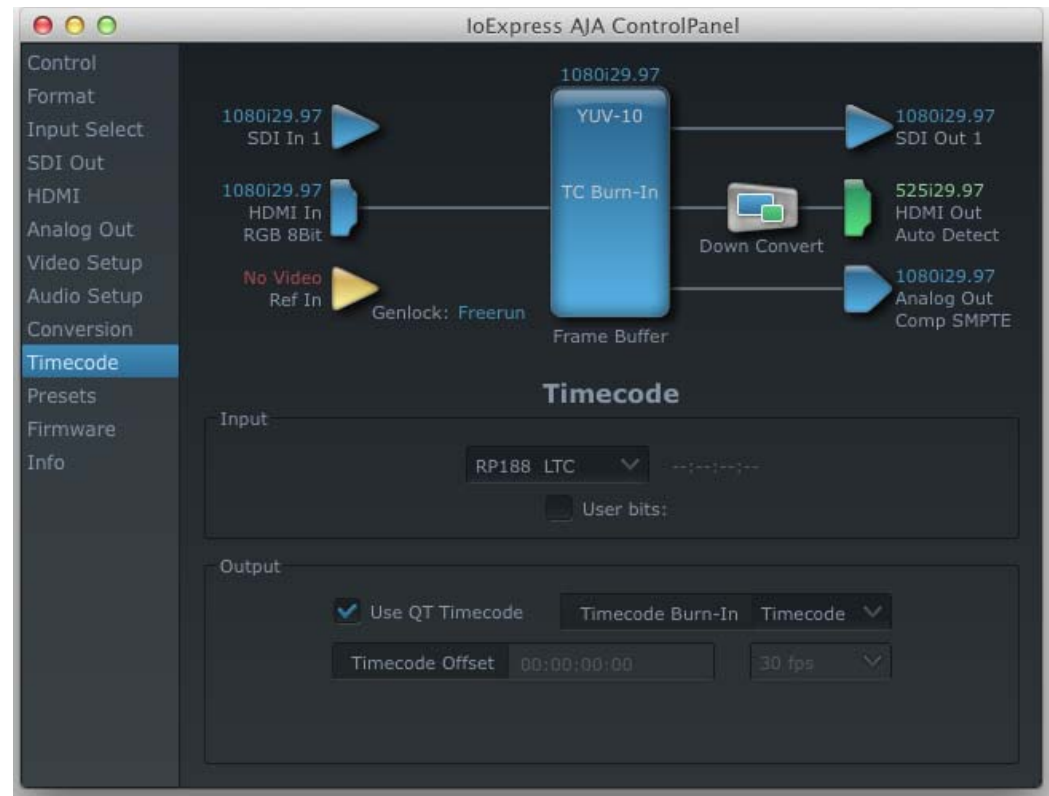 IoExpress AJA ControlPanel
Control
Format
Input Select
SDI Out
HDMI
Analog Out
Video Setup
Audio Setup
Conversion
Timecode
Presets
Firmware
Info
1080i29.97
SDI In 1
1080i29.97
HDMI In
RGB 8Bit
No Video
Ref In
Genlock: Freerun
1080i29.97
YUV-10
TC Burn-In
Frame Buffer
Down Convert
1080i29.97
SDI Out 1
525i29.97
HDMI Out
Auto Detect
1080i29.97
Analog Out
Comp SMPTE
Timecode
Input
RP188 LTC --:--:--;--
User bits:
Output
Use QT Timecode Timecode Burn-In Timecode
Timecode Offset 00:00:00:00 30 fps